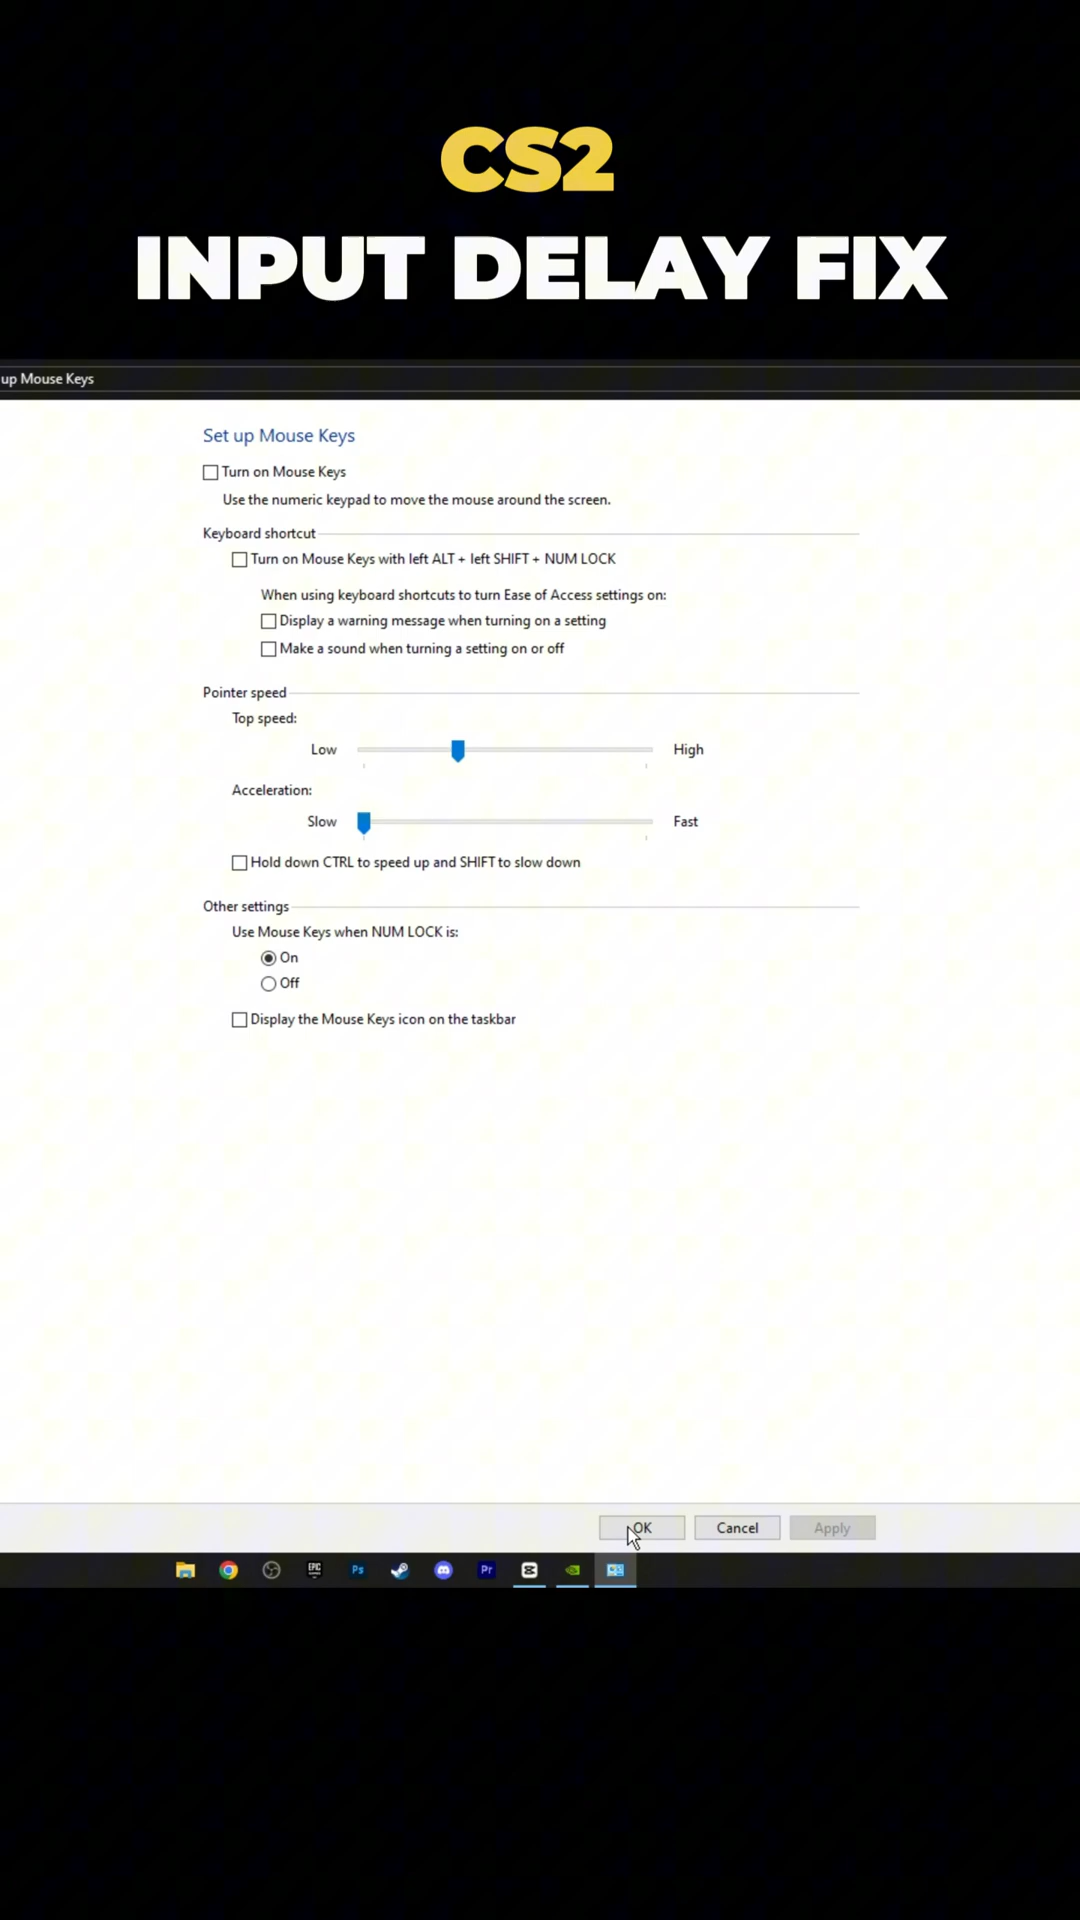 CS2
INPUT DELAY FIX
up Mouse Keys
Set up Mouse Keys
Turn on Mouse Keys
Use the numeric keypad to move the mouse around the screen.
Keyboard shortcut
Turn on Mouse Keys with left ALT + left SHIFT + NUM LOCK
When using keyboard shortcuts to turn Ease of Access settings on:
Display a warning message when turning on a setting
Make a sound when turning a setting on or off
Pointer speed
Top speed:
Low High
Acceleration:
Slow Fast
Hold down CTRL to speed up and SHIFT to slow down
Other settings
Use Mouse Keys when NUM LOCK is:
On
Off
Display the Mouse Keys icon on the taskbar
OK Cancel Apply
EPIC Ps Pr